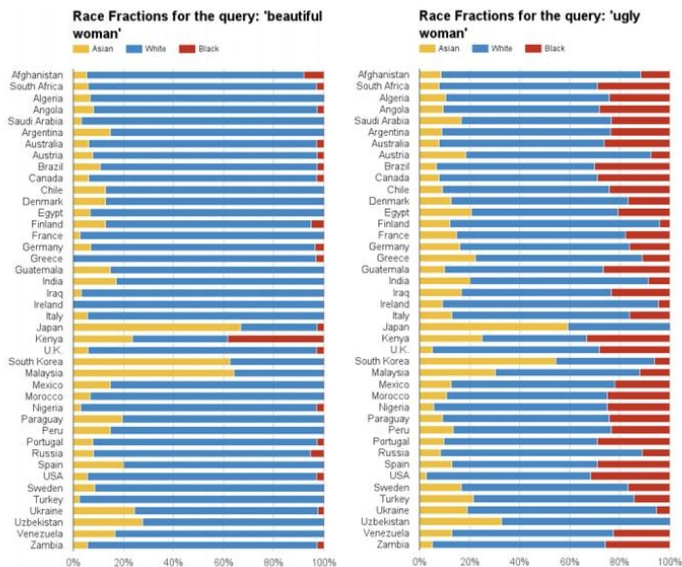 Race Fractions for the query: 'beautiful
woman'
Asian White Black
Afghanistan
South Africa
Algeria
Angola
Saudi Arabia
Argentina
Australia
Austria
Brazil
Canada
Chile
Denmark
Egypt
Finland
France
Germany
Greece
Guatemala
India
Iraq
Ireland
Italy
Japan
Kenya
U.K.
South Korea
Malaysia
Mexico
Morocco
Nigeria
Paraguay
Peru
Portugal
Russia
Spain
USA
Sweden
Turkey
Ukraine
Uzbekistan
Venezuela
Zambia
0% 20% 40% 60% 80% 100%
Race Fractions for the query: 'ugly
woman'
Asian White Black
Afghanistan
South Africa
Algeria
Angola
Saudi Arabia
Argentina
Australia
Austria
Brazil
Canada
Chile
Denmark
Egypt
Finland
France
Germany
Greece
Guatemala
India
Iraq
Ireland
Italy
Japan
Kenya
U.K.
South Korea
Malaysia
Mexico
Morocco
Nigeria
Paraguay
Peru
Portugal
Russia
Spain
USA
Sweden
Turkey
Ukraine
Uzbekistan
Venezuela
Zambia
0% 20% 40% 60% 80% 100%